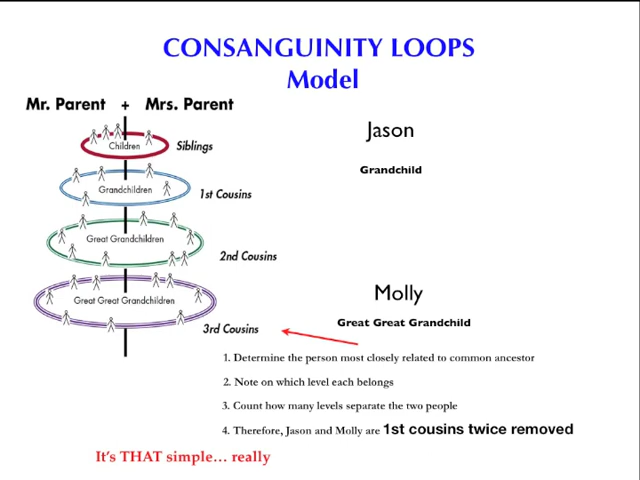 CONSANGUINITY LOOPS
Model
Mr. Parent + Mrs. Parent
Children
Siblings
Grandchildren
1st Cousins
Great Grandchildren
2nd Cousins
Great Great Grandchildren
3rd Cousins
Jason
Grandchild
Molly
Great Great Grandchild
1. Determine the person most closely related to common ancestor
2. Note on which level each belongs
3. Count how many levels separate the two people
4. Therefore, Jason and Molly are 1st cousins twice removed
It's THAT simple... really